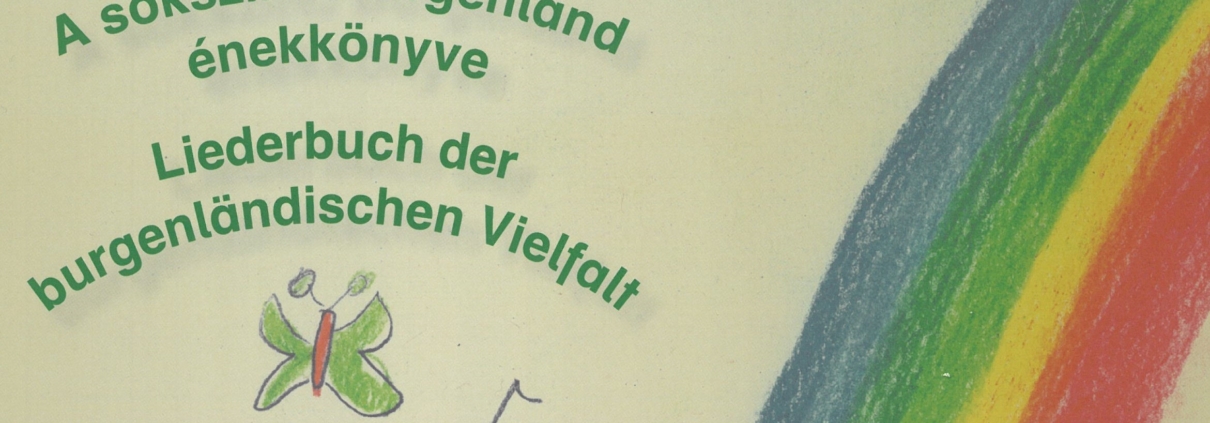 A
énekkönyve
Liederbuch der
burgenländischen Vielfalt